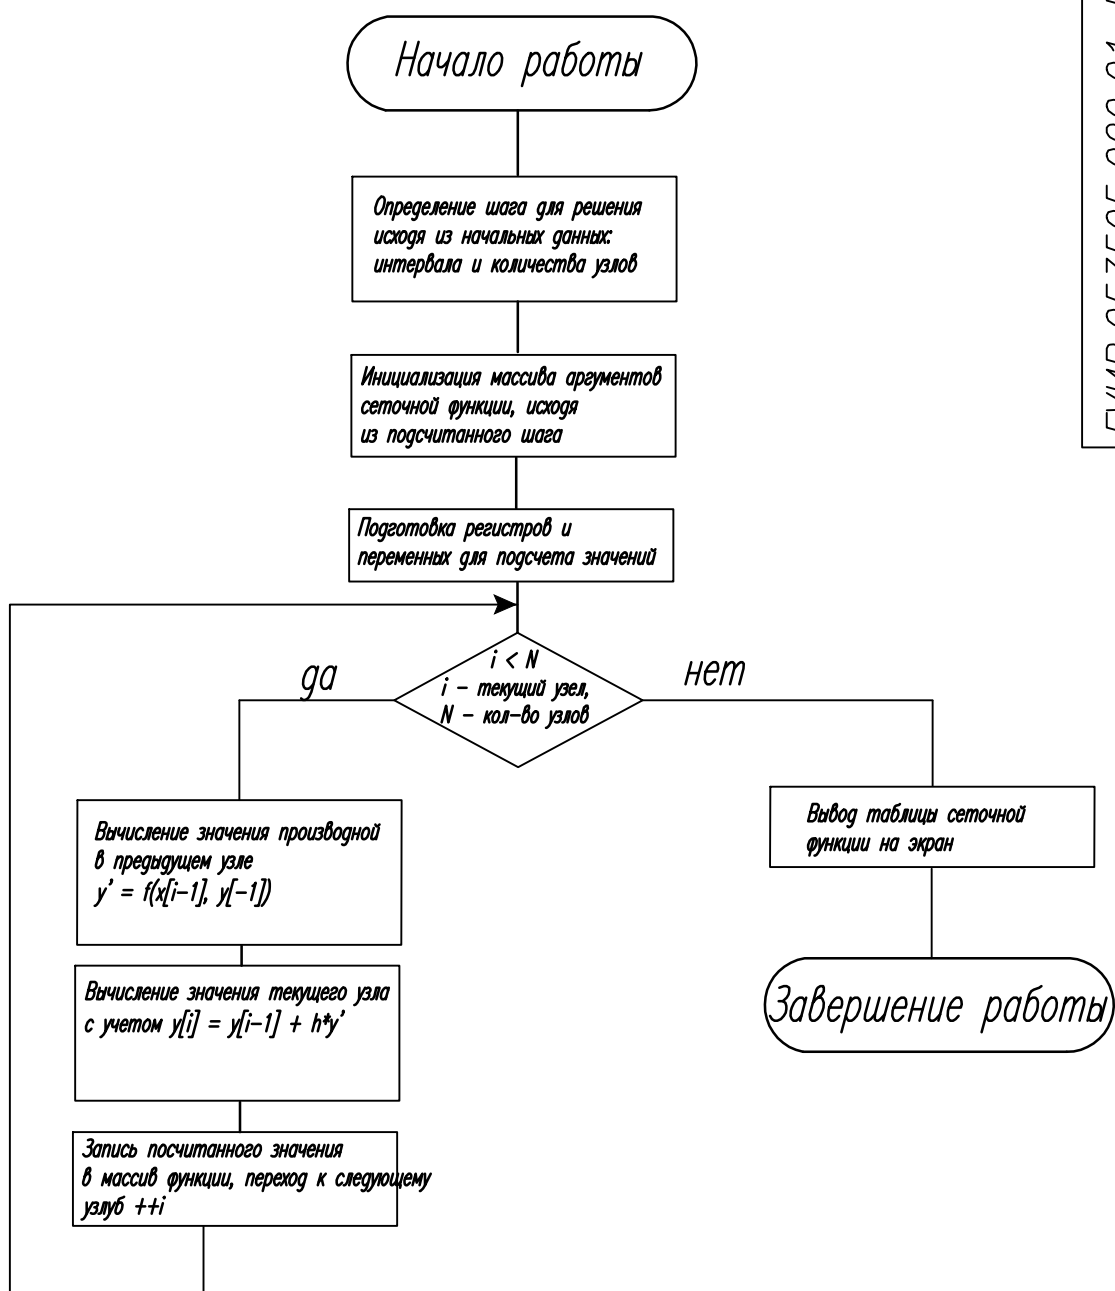 Начало работы
Определение шага для решения
исходя из начальных данных:
интервала и количества узлов
Инициализация массива аргументов
сеточной функции, исходя
из подсчитанного шага
Подготовка регистров и
переменных для подсчета значений
i < N
i - текущий узел,
N - кол-во узлов
да
нет
Вычисление значения производной
в предыдущем узле
y' = f(x[i-1], y[-1])
Вычисление значения текущего узла
с учетом y[i] = y[i-1] + h*y'
Запись посчитанного значения
в массив функции, переход к следующему
узлуб ++i
Вывод таблицы сеточной
функции на экран
Завершение работы